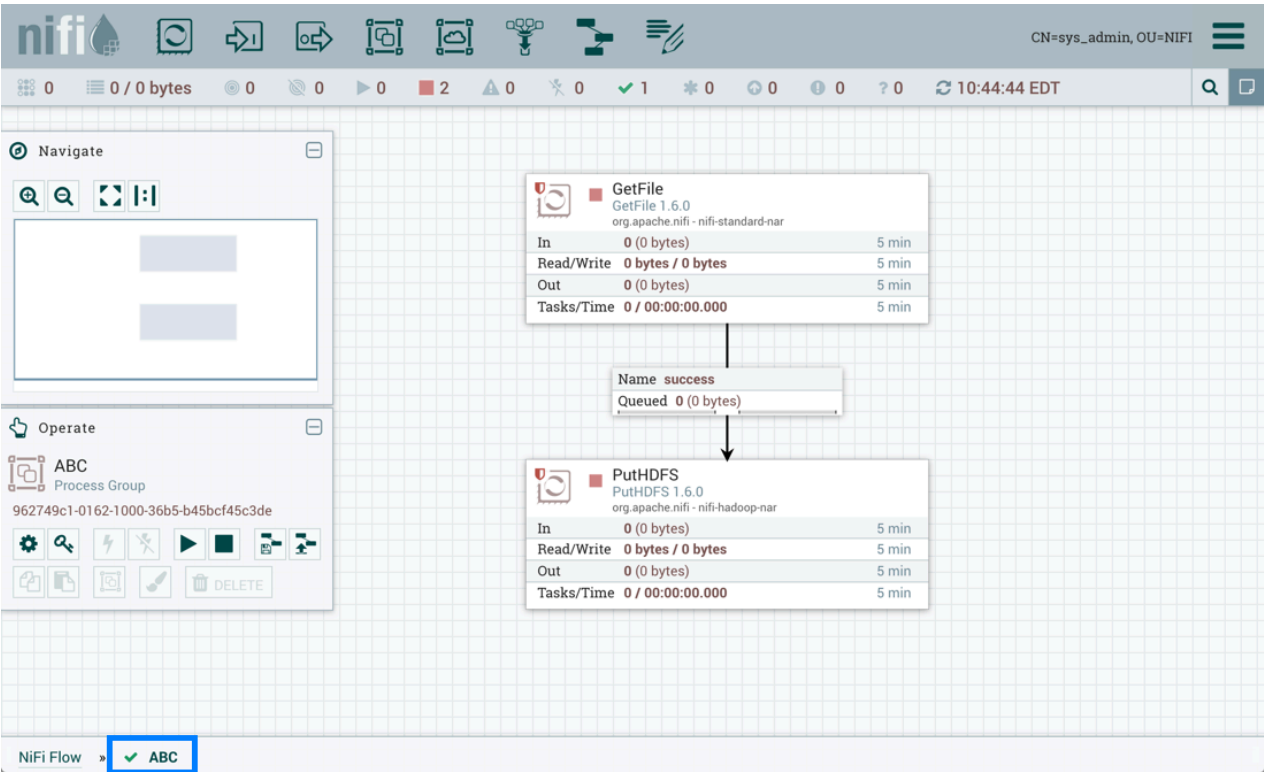 nifi
CN=sys_admin, OU=NIFI
0 0 / 0 bytes 0 0 0 2 0 0 1 0 0 0 ? 0 10:44:44 EDT
Navigate
Operate
ABC
Process Group
962749c1-0162-1000-36b5-b45bcf45c3de
DELETE
GetFile
GetFile 1.6.0
org.apache.nifi - nifi-standard-nar
In 0 (0 bytes) 5 min
Read/Write 0 bytes / 0 bytes 5 min
Out 0 (0 bytes) 5 min
Tasks/Time 0 / 00:00:00.000 5 min
Name success
Queued 0 (0 bytes)
PutHDFS
PutHDFS 1.6.0
org.apache.nifi - nifi-hadoop-nar
In 0 (0 bytes) 5 min
Read/Write 0 bytes / 0 bytes 5 min
Out 0 (0 bytes) 5 min
Tasks/Time 0 / 00:00:00.000 5 min
NiFi Flow » ABC